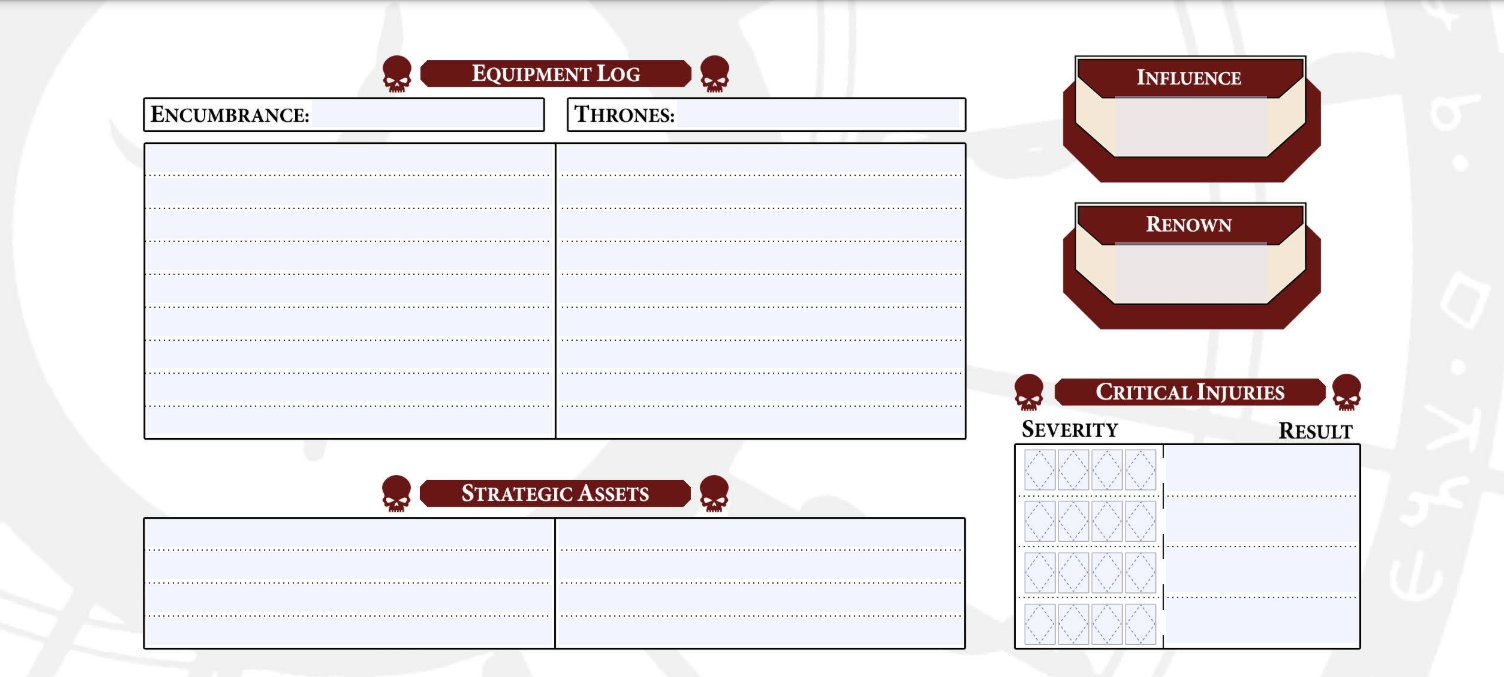 Equipment Log
Encumbrance:
Thrones:
Strategic Assets
Influence
Renown
Critical Injuries
Severity
Result